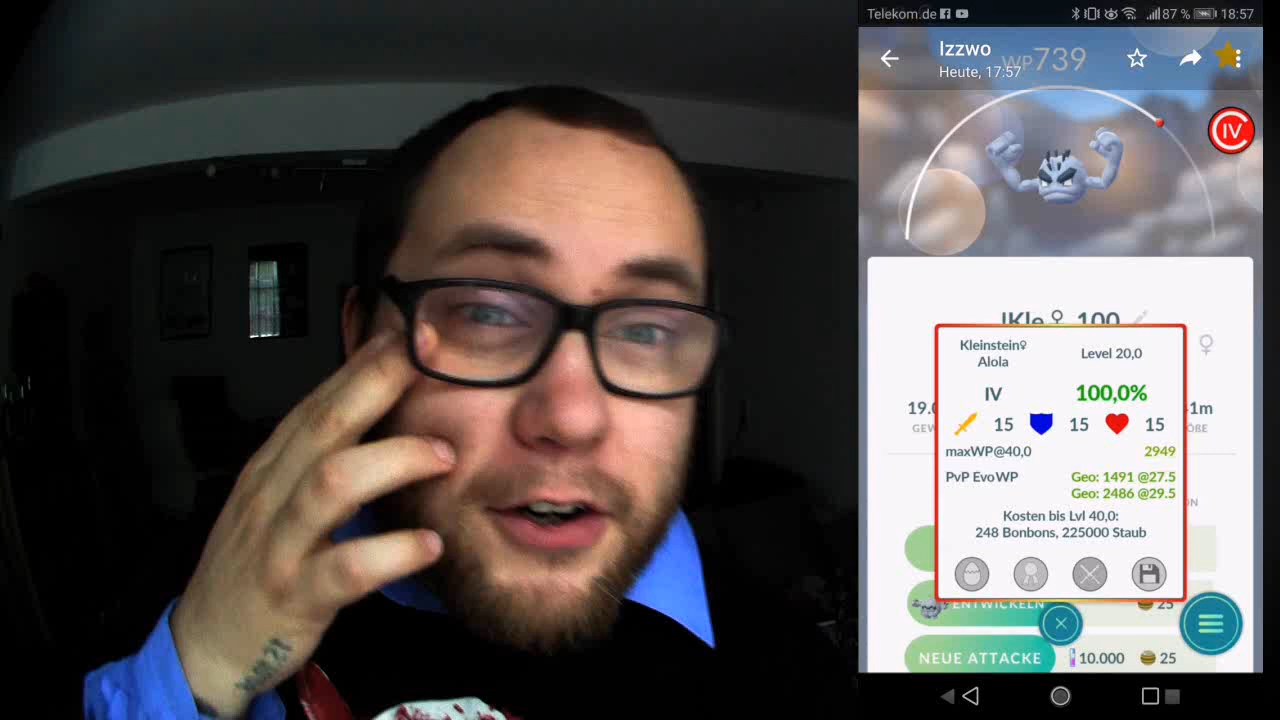 Telekom.de
87 % 18:57
Izzwo
Heute, 17:57
WP739
IV
Kleinstein♀
Alola
Level 20,0
IV
100,0%
15
15
15
maxWP@40,0
2949
PvP EvoWP
Geo: 1491 @27.5
Geo: 2486 @29.5
Kosten bis Lvl 40,0:
248 Bonbons, 225000 Staub
ENTWICKELN
25
NEUE ATTACKE
10.000
25